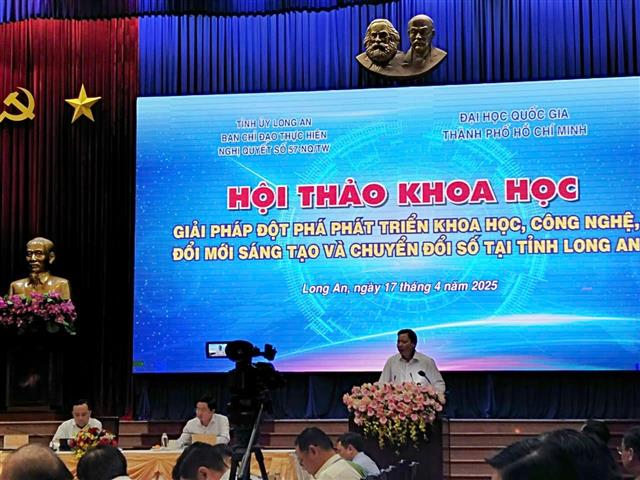 TỈNH ỦY LONG AN
BAN CHỈ ĐẠO THỰC HIỆN
NGHỊ QUYẾT SỐ 57-NQ/TW
ĐẠI HỌC QUỐC GIA
THÀNH PHỐ HỒ CHÍ MINH
HỘI THẢO KHOA HỌC
GIẢI PHÁP ĐỘT PHÁ PHÁT TRIỂN KHOA HỌC, CÔNG NGHỆ,
ĐỔI MỚI SÁNG TẠO VÀ CHUYỂN ĐỔI SỐ TẠI TỈNH LONG AN
Long An, ngày 17 tháng 4 năm 2025